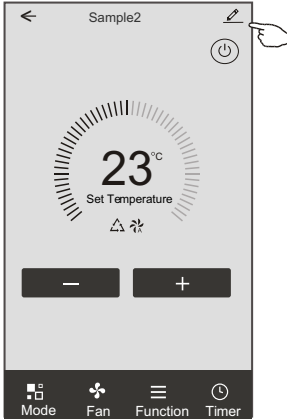 Sample2
23°C
Set Temperature
A
− +
Mode Fan Function Timer